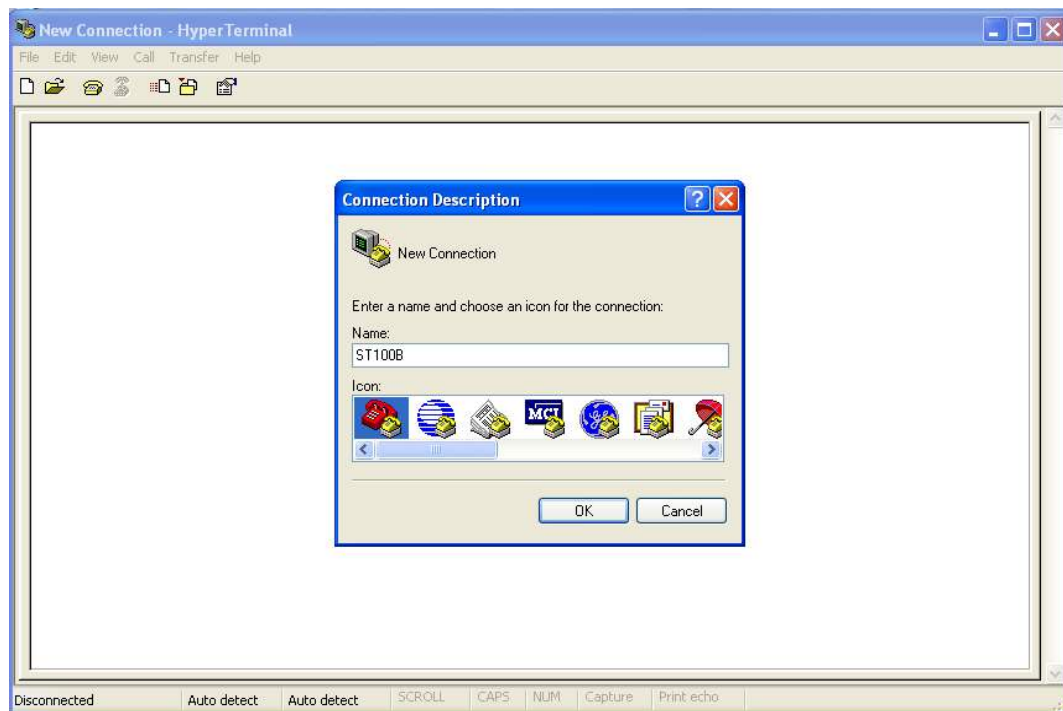 New Connection - HyperTerminal
File Edit View Call Transfer Help
Connection Description
New Connection
Enter a name and choose an icon for the connection:
Name:
ST100B
Icon:
MCI
OK Cancel
Disconnected Auto detect Auto detect SCROLL CAPS NUM Capture Print echo